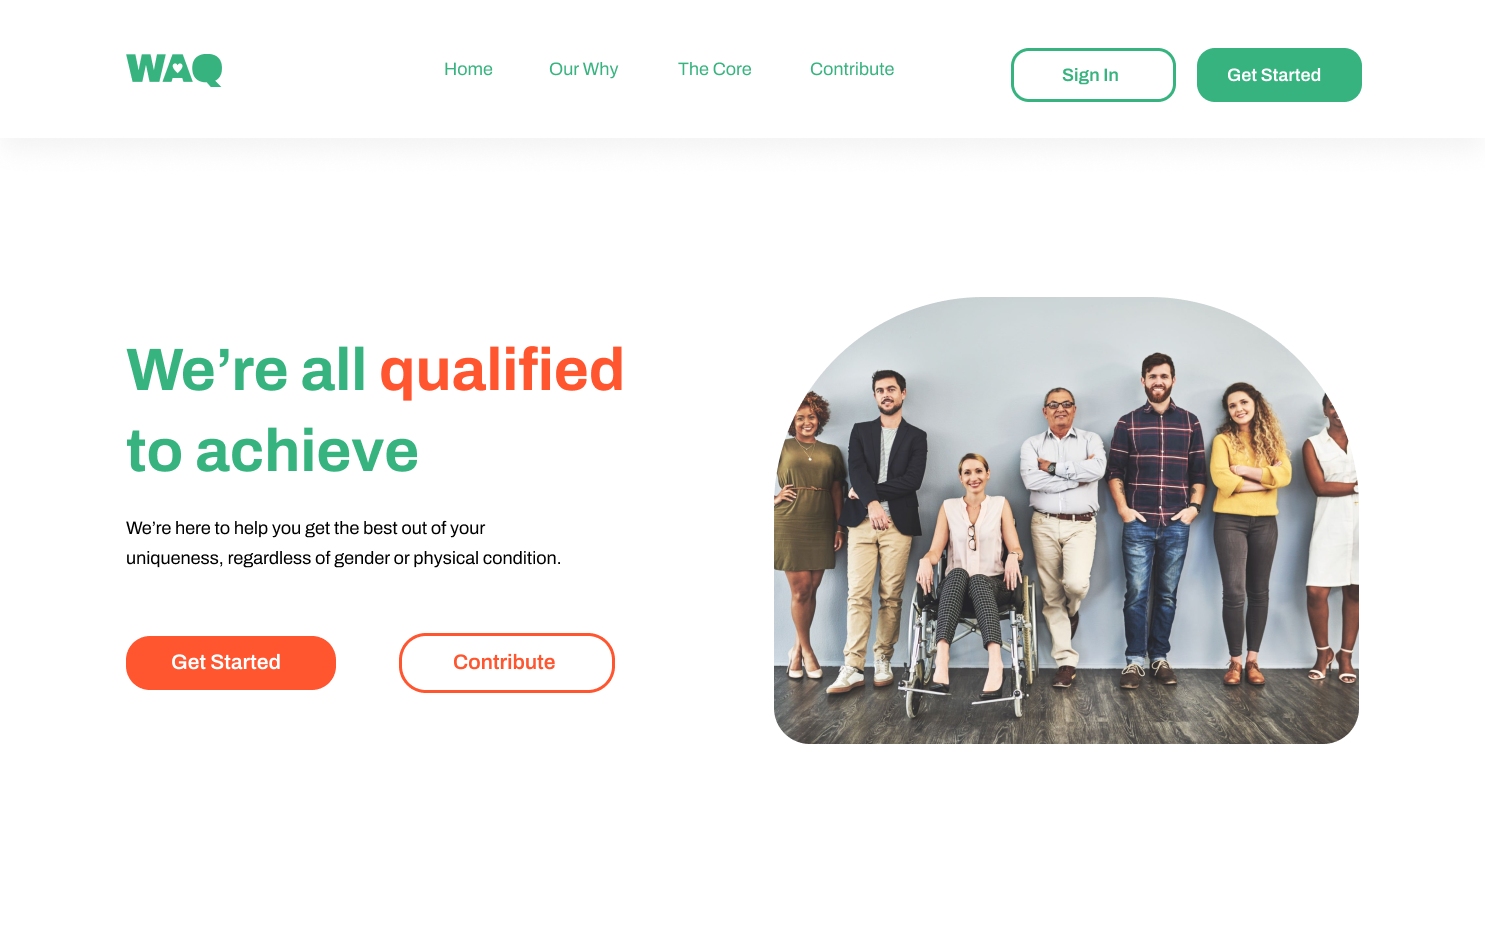 WAQ
Home Our Why The Core Contribute Sign In Get Started
We’re all qualified
to achieve
We’re here to help you get the best out of your
uniqueness, regardless of gender or physical condition.
Get Started Contribute